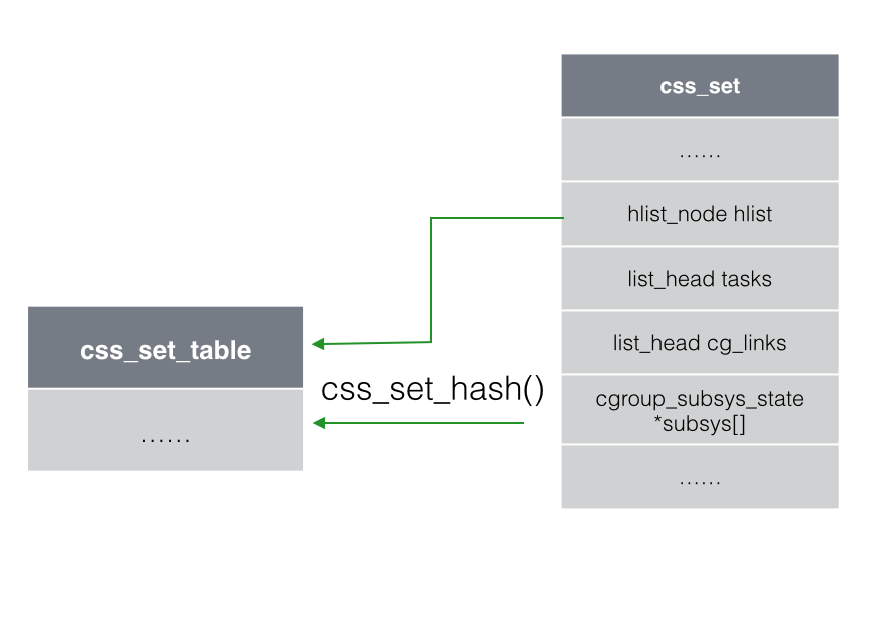 css_set
......
hlist_node hlist
list_head tasks
list_head cg_links
cgroup_subsys_state
*subsys[]
......
css_set_table
......
css_set_hash()